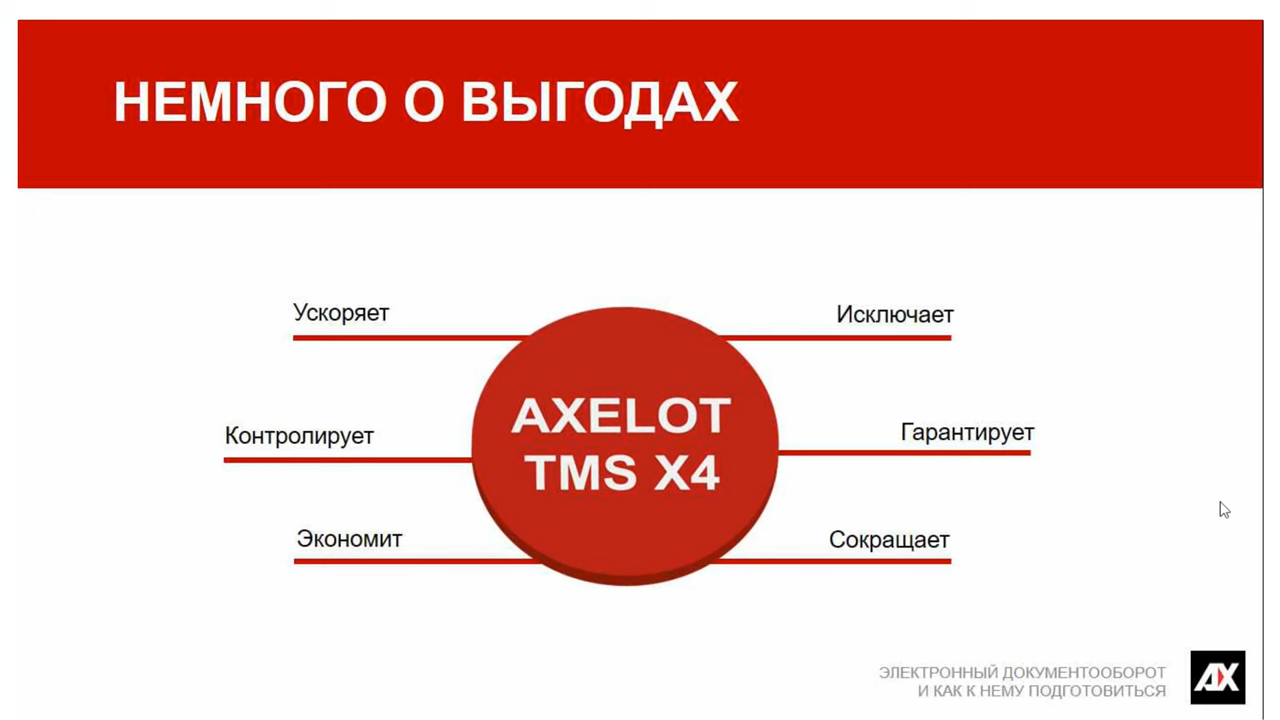 НЕМНОГО О ВЫГОДАХ
Ускоряет
Исключает
AXELOT
TMS X4
Контролирует
Гарантирует
Экономит
Сокращает
ЭЛЕКТРОННЫЙ ДОКУМЕНТООБОРОТ
И КАК К НЕМУ ПОДГОТОВИТЬСЯ
AX